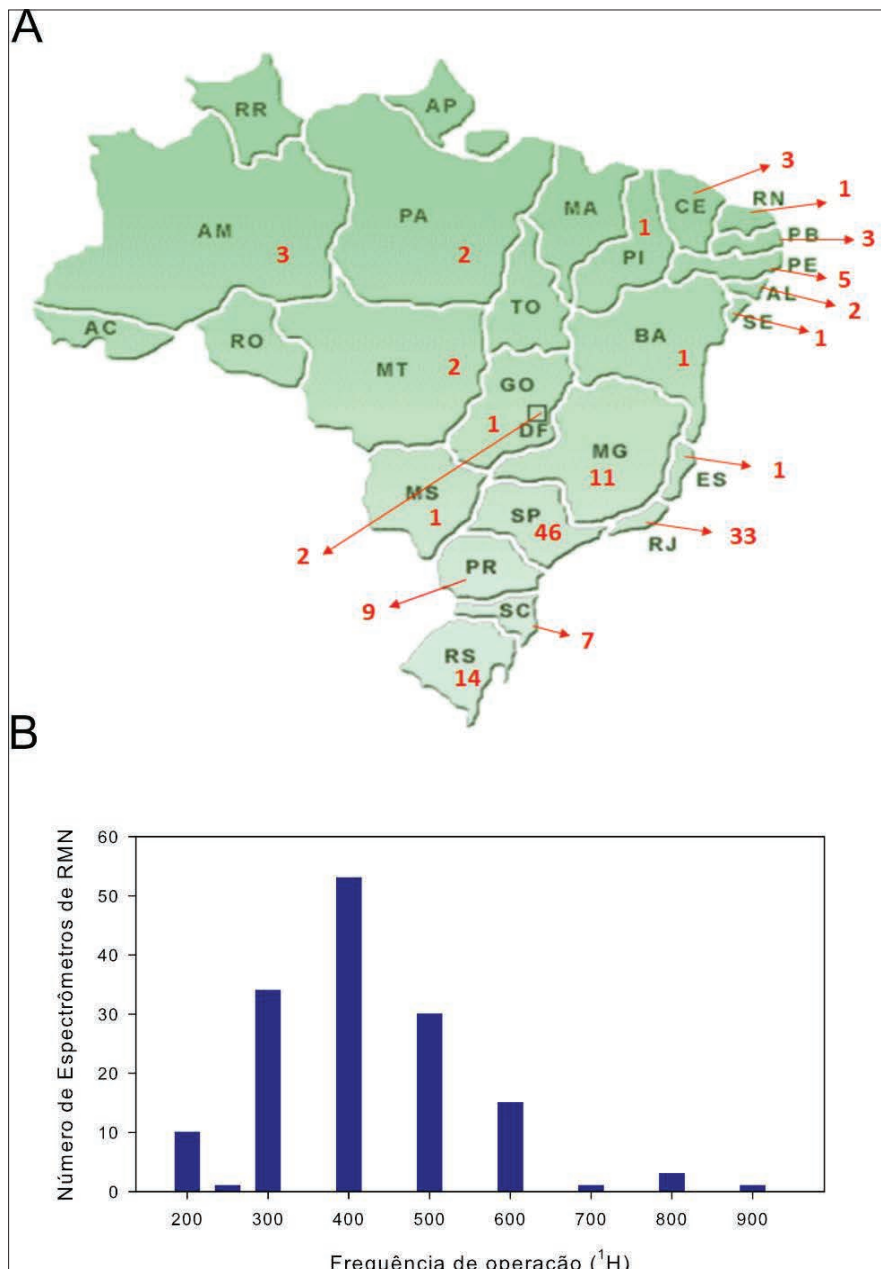 A
RR
AP
3
1
RN
CE
MA
PA
AM
1
PB
3
PI
3
2
PE
5
AL
2
TO
SE
1
AC
RO
BA
MT
2
1
GO
1
DF
MG
11
ES
1
MS
1
SP
46
33
RJ
2
PR
9
SC
7
RS
14
B
Número de Espectrômetros de RMN
60
50
40
30
20
10
0
200 300 400 500 600 700 800 900
Frequência de operação (¹H)